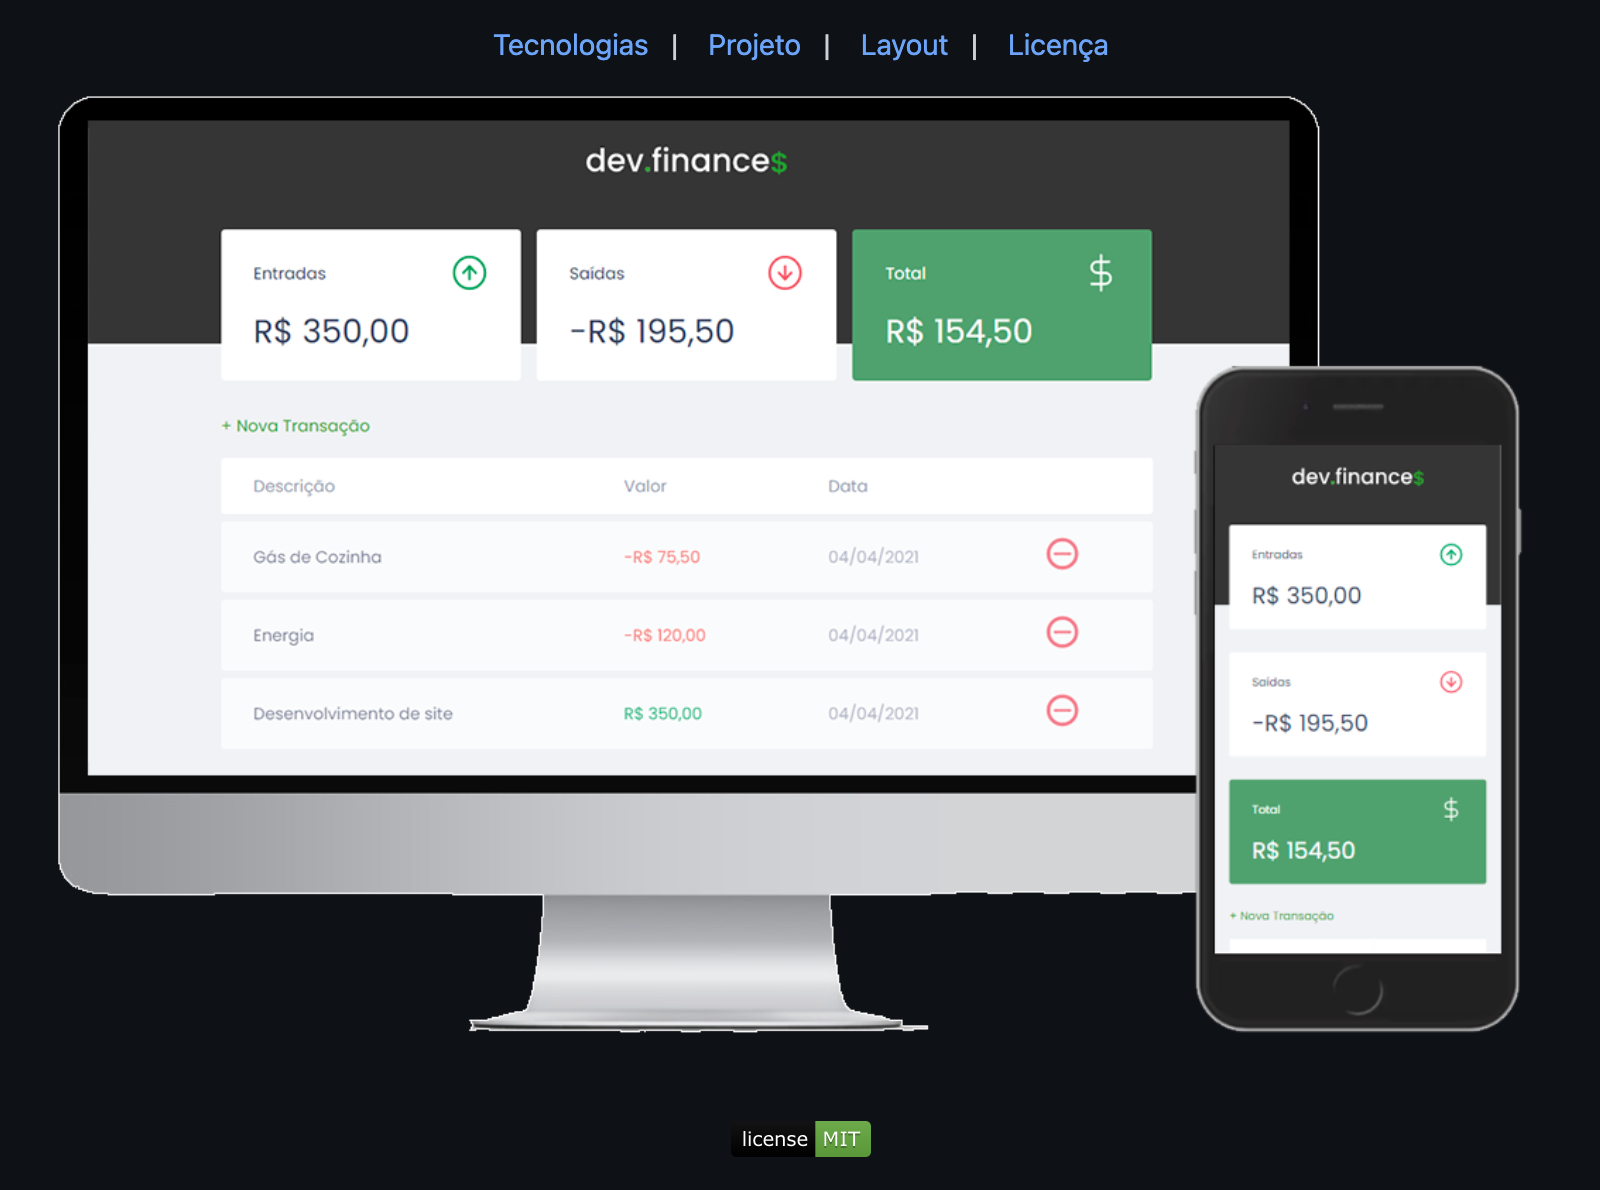 Tecnologias | Projeto | Layout | Licença
dev.finance$
Entradas
R$ 350,00
Saídas
-R$ 195,50
Total $
R$ 154,50
+ Nova Transação
Descrição Valor Data
Gás de Cozinha -R$ 75,50 04/04/2021
Energia -R$ 120,00 04/04/2021
Desenvolvimento de site R$ 350,00 04/04/2021
dev.finance$
Entradas
R$ 350,00
Saídas
-R$ 195,50
Total $
R$ 154,50
+ Nova Transação
license MIT